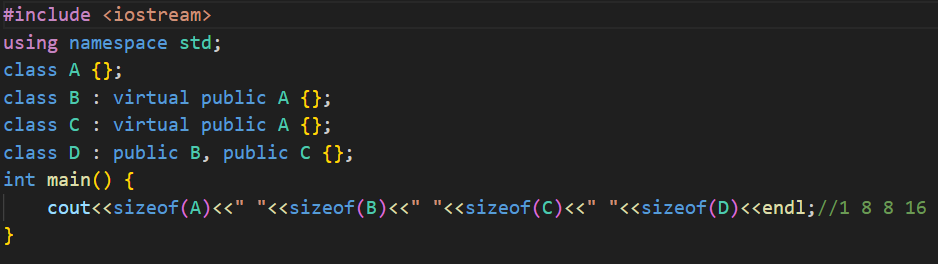 #include <iostream>
using namespace std;
class A {};
class B : virtual public A {};
class C : virtual public A {};
class D : public B, public C {};
int main() {
    cout<<sizeof(A)<<" "<<sizeof(B)<<" "<<sizeof(C)<<" "<<sizeof(D)<<endl;//1 8 8 16
}